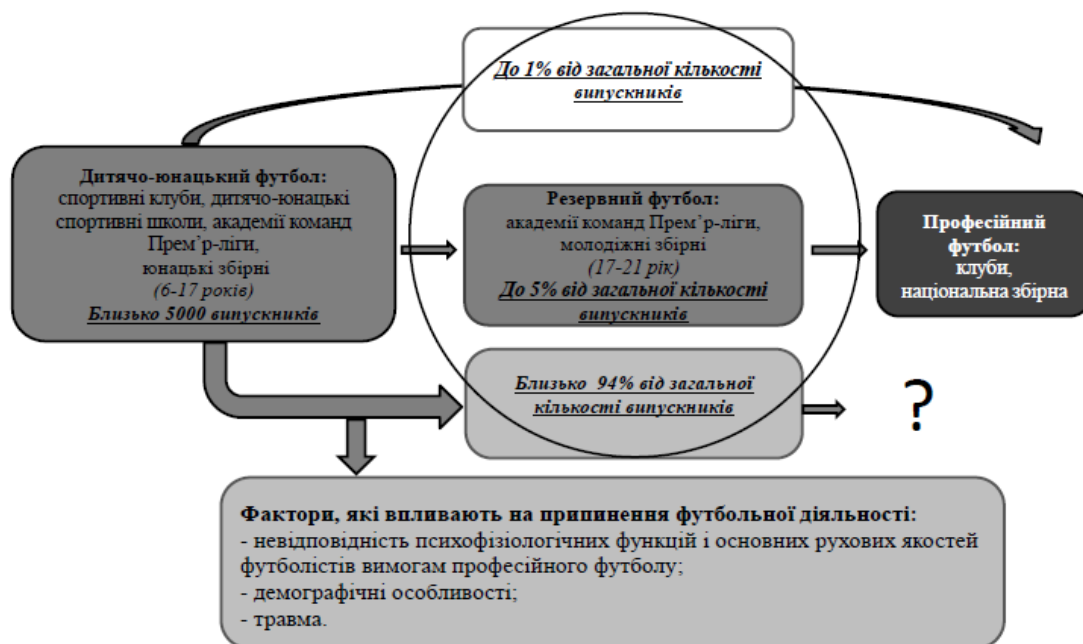 До 1% від загальної кількості
випускників
Дитячо-юнацький футбол:
спортивні клуби, дитячо-юнацькі
спортивні школи, академії команд
Прем’р-ліги,
юнацькі збірні
(6-17 років)
Близько 5000 випускників
Резервний футбол:
академії команд Прем’р-ліги,
молодіжні збірні
(17-21 рік)
До 5% від загальної кількості
випускників
Професійний
футбол:
клуби,
національна збірна
Близько 94% від загальної
кількості випускників
?
Фактори, які впливають на припинення футбольної діяльності:
- невідповідність психофізіологічних функцій і основних рухових якостей
футболістів вимогам професійного футболу;
- демографічні особливості;
- травма.